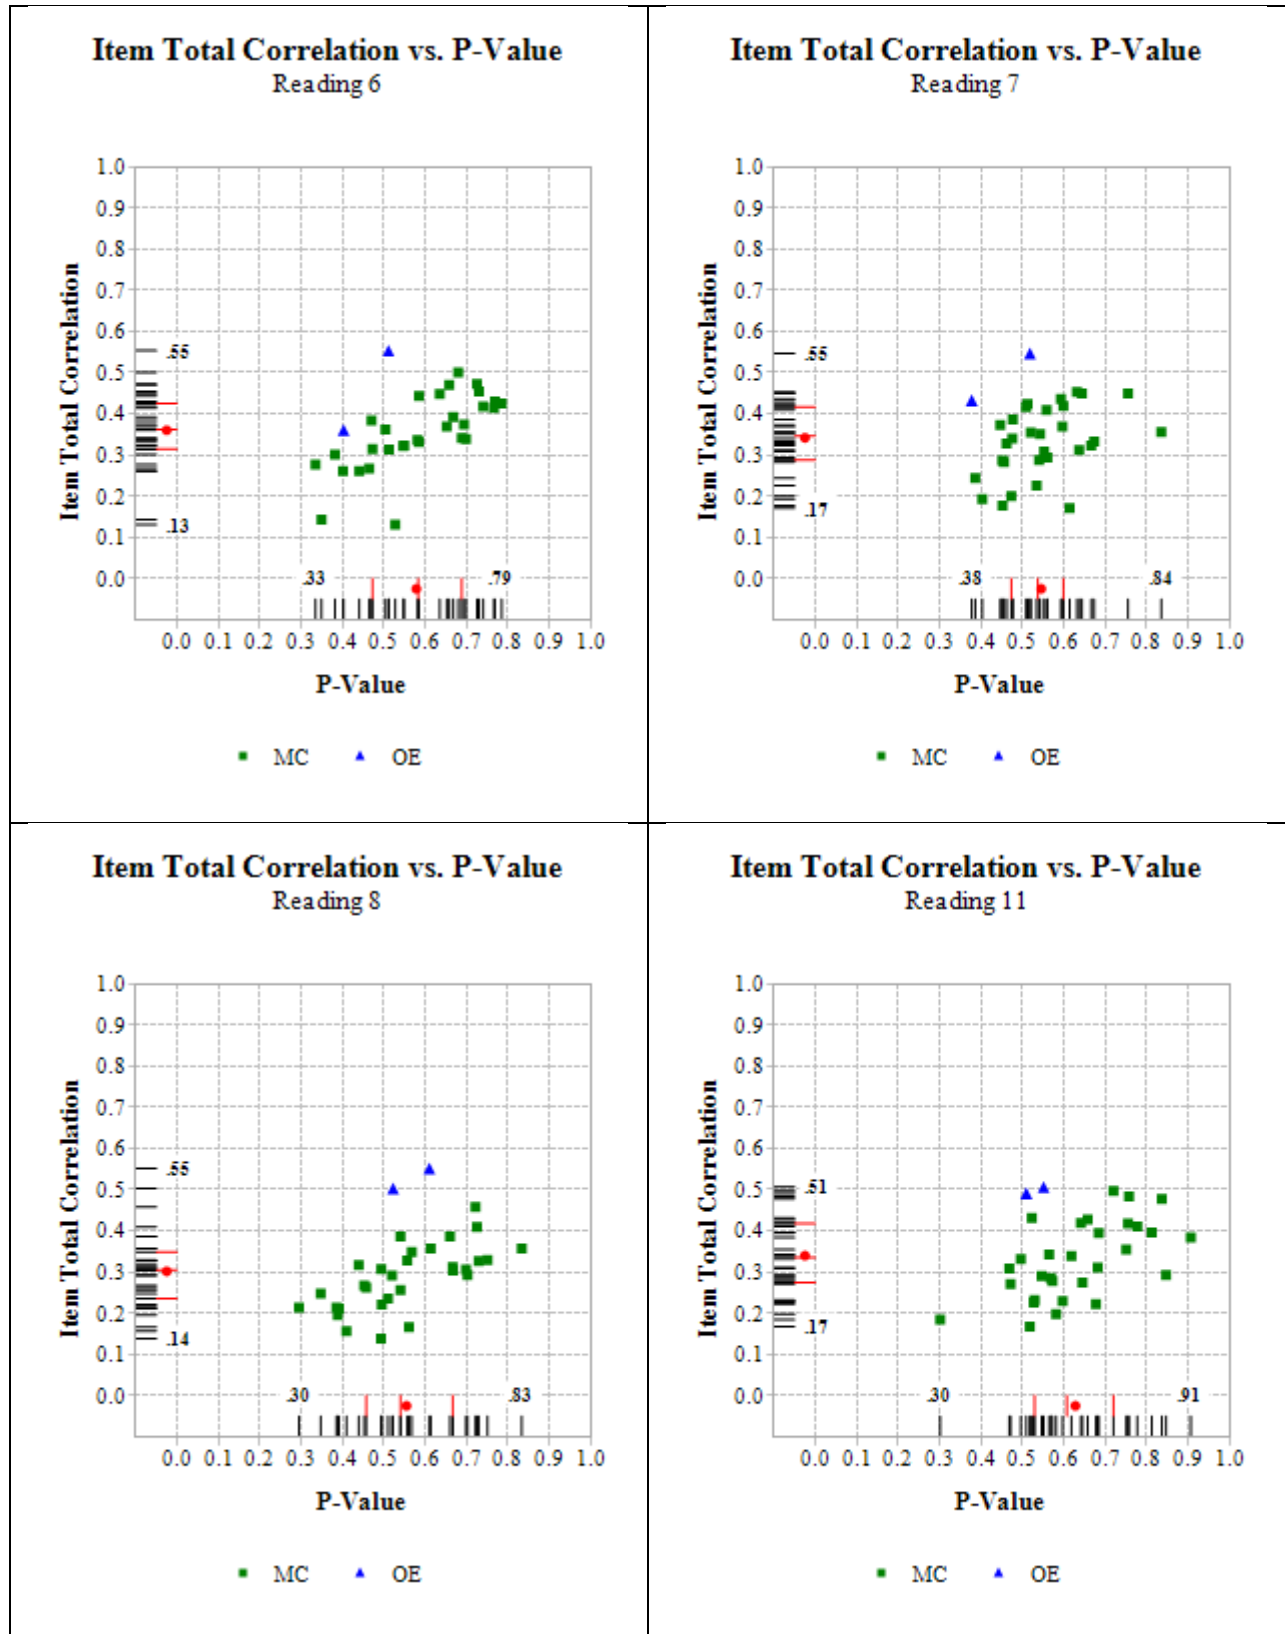 Item Total Correlation vs. P-Value
Reading 6
1.0
0.9
0.8
0.7
0.6
0.5
0.4
0.3
0.2
0.1
0.0
Item Total Correlation
.55
.13
.33
.79
0.0 0.1 0.2 0.3 0.4 0.5 0.6 0.7 0.8 0.9 1.0
P-Value
MC OE
Item Total Correlation vs. P-Value
Reading 7
1.0
0.9
0.8
0.7
0.6
0.5
0.4
0.3
0.2
0.1
0.0
Item Total Correlation
.55
.17
.38
.84
0.0 0.1 0.2 0.3 0.4 0.5 0.6 0.7 0.8 0.9 1.0
P-Value
MC OE
Item Total Correlation vs. P-Value
Reading 8
1.0
0.9
0.8
0.7
0.6
0.5
0.4
0.3
0.2
0.1
0.0
Item Total Correlation
.55
.14
.30
.83
0.0 0.1 0.2 0.3 0.4 0.5 0.6 0.7 0.8 0.9 1.0
P-Value
MC OE
Item Total Correlation vs. P-Value
Reading 11
1.0
0.9
0.8
0.7
0.6
0.5
0.4
0.3
0.2
0.1
0.0
Item Total Correlation
.51
.17
.30
.91
0.0 0.1 0.2 0.3 0.4 0.5 0.6 0.7 0.8 0.9 1.0
P-Value
MC OE